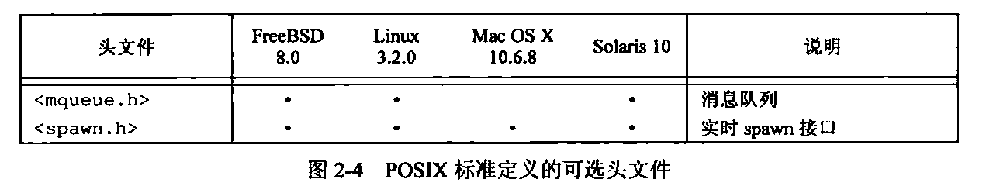 头文件 FreeBSD 8.0 Linux 3.2.0 Mac OS X 10.6.8 Solaris 10 说明
<mqueue.h> • • • 消息队列
<spawn.h> • • • • 实时 spawn 接口
图 2-4 POSIX 标准定义的可选头文件